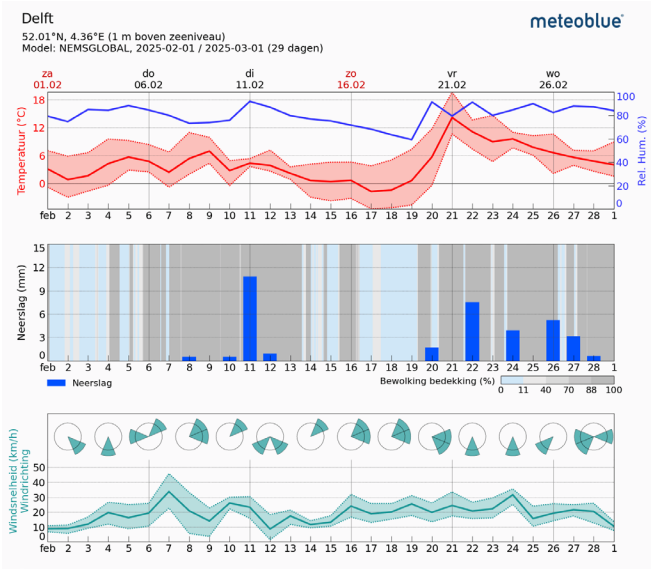 Delft
meteoblue®
52.01°N, 4.36°E (1 m boven zeeniveau)
Model: NEMSGLOBAL, 2025-02-01 / 2025-03-01 (29 dagen)
za do di zo vr wo
01.02 06.02 11.02 16.02 21.02 26.02
Temperatuur (°C)
18
12
6
0
100
80
60
40
20
0
Rel. Hum. (%)
feb 2 3 4 5 6 7 8 9 10 11 12 13 14 15 16 17 18 19 20 21 22 23 24 25 26 27 28 1
Neerslag (mm)
15
12
9
6
3
0
feb 2 3 4 5 6 7 8 9 10 11 12 13 14 15 16 17 18 19 20 21 22 23 24 25 26 27 28 1
Neerslag
Bewolking bedekking (%)
0 11 40 70 88 100
Windsnelheid (km/h)
Windrichting
50
40
30
20
10
0
feb 2 3 4 5 6 7 8 9 10 11 12 13 14 15 16 17 18 19 20 21 22 23 24 25 26 27 28 1